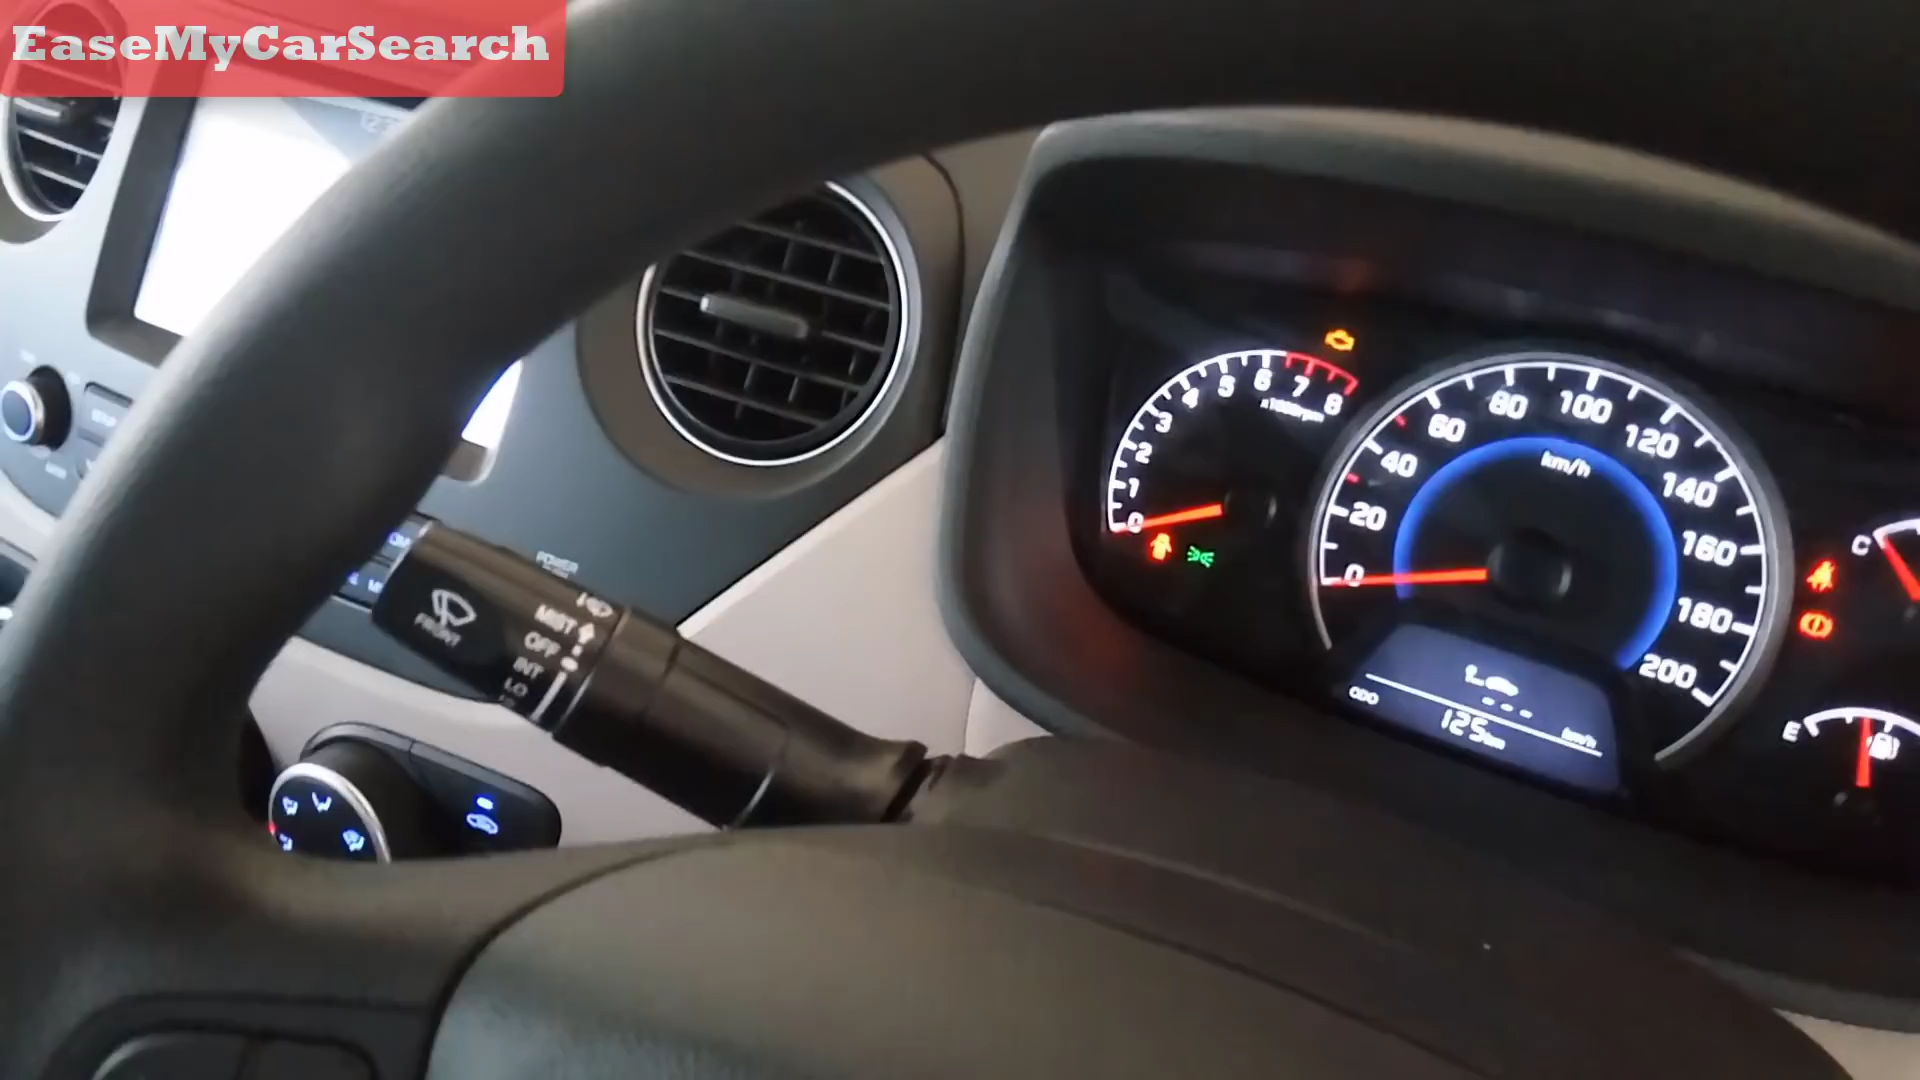 EaseMyCarSearch
POWER
FRONT
MIST
OFF
INT
LO
0
1
2
3
4
5
6
7
8
x1000rpm
0
20
40
60
80
100
120
140
160
180
200
km/h
ODO
125km
km/h
C
E